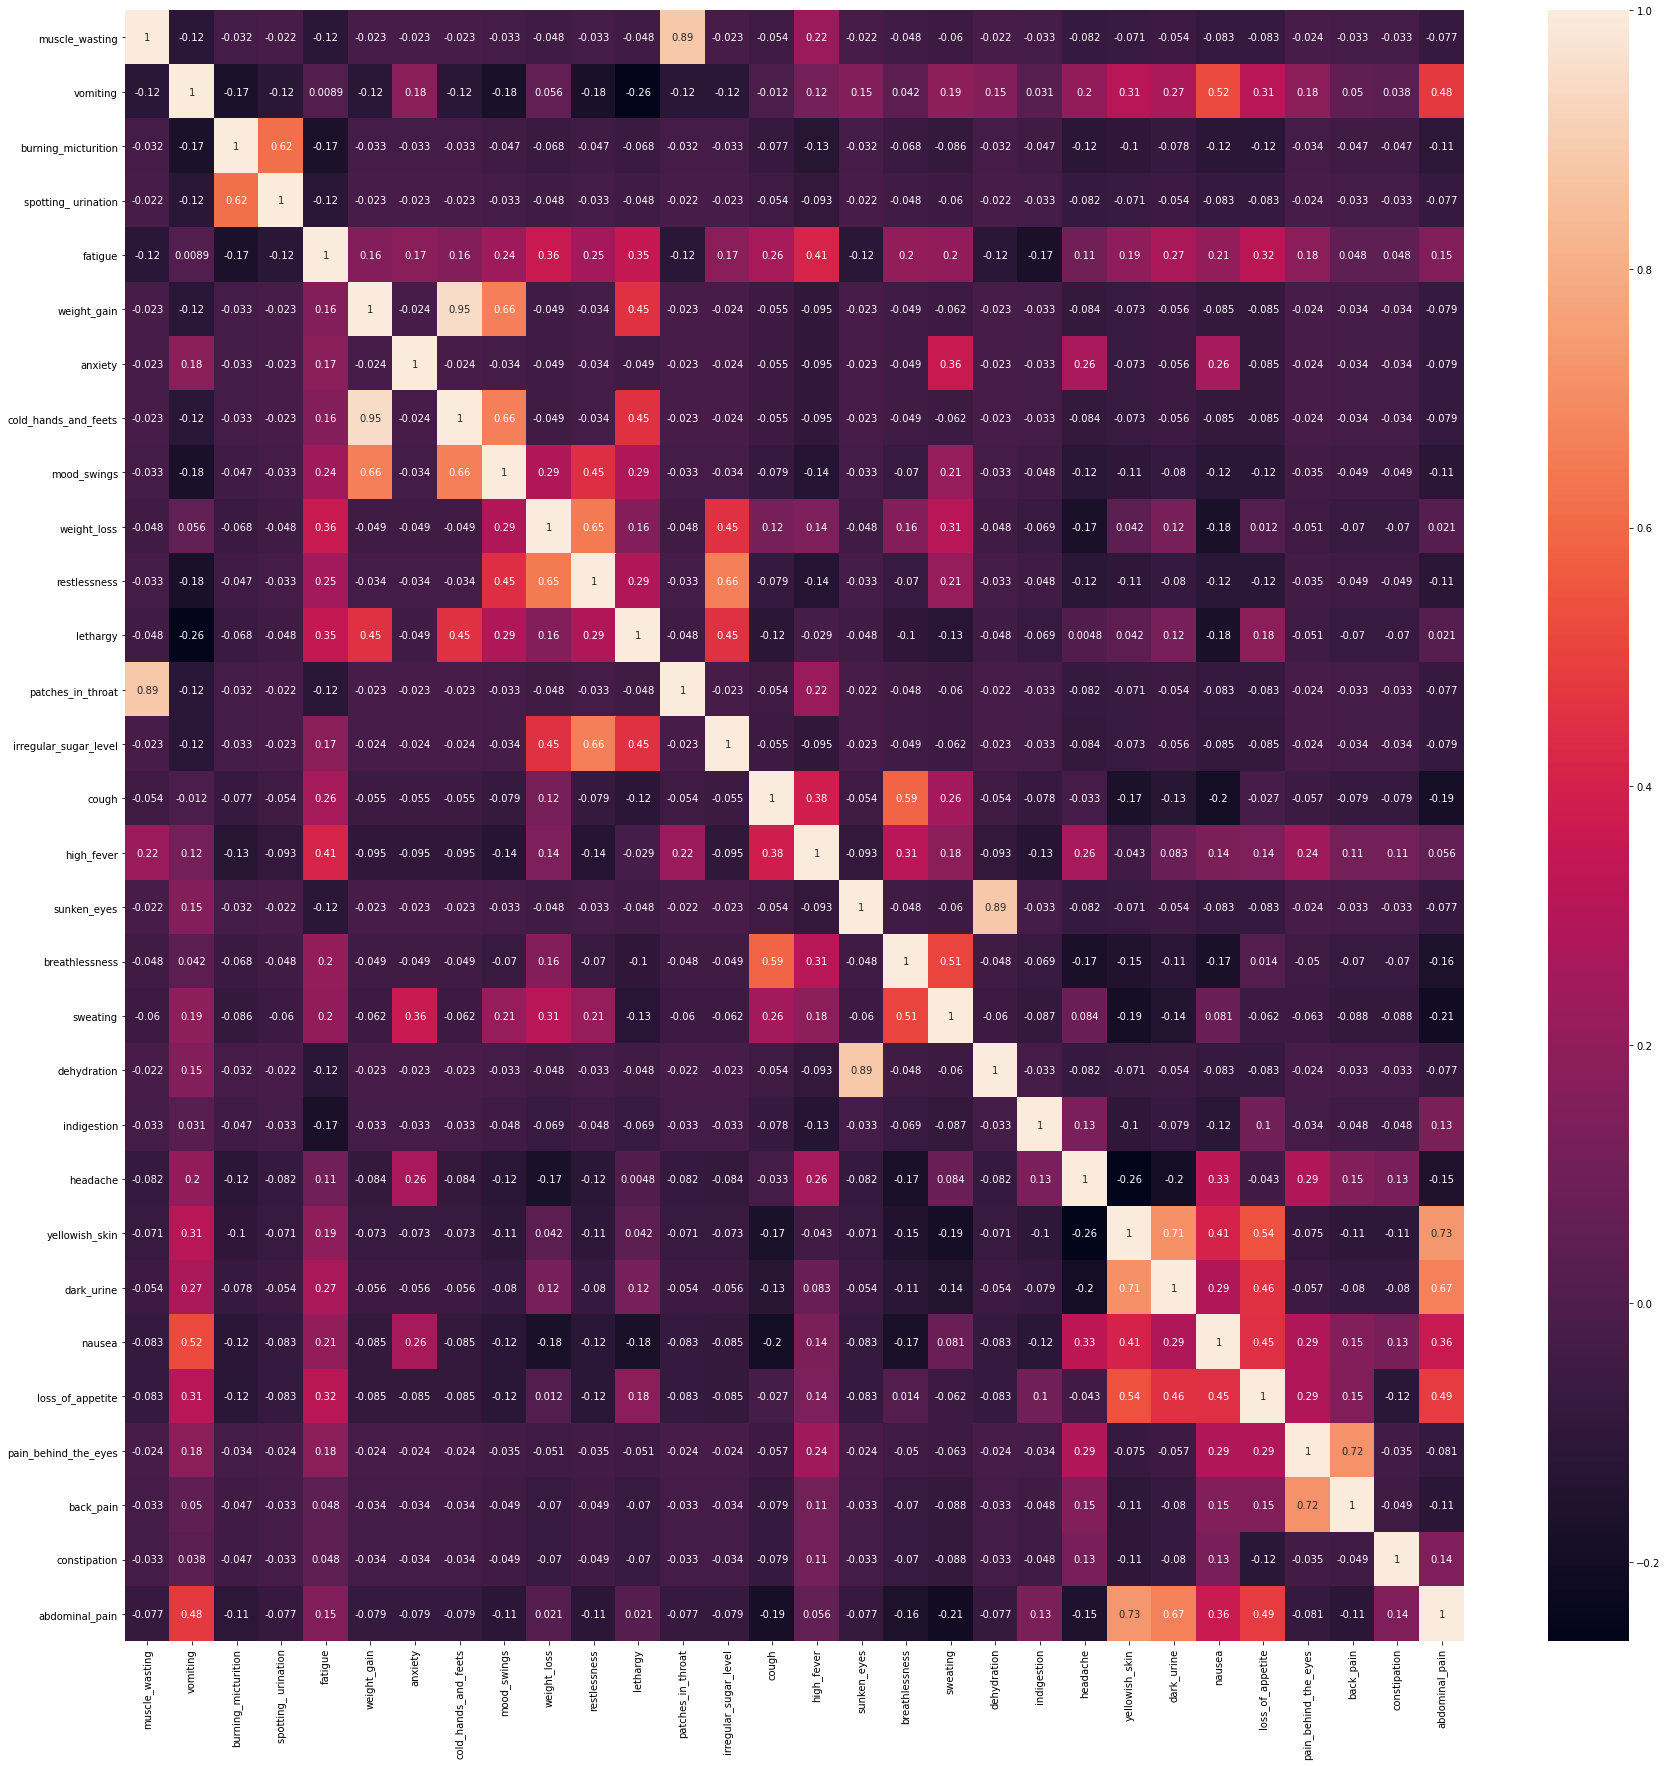 muscle_wasting 1 -0.12 -0.032 -0.022 -0.12 -0.023 -0.023 -0.023 -0.033 -0.048 -0.033 -0.048 0.89 -0.023 -0.054 0.22 -0.022 -0.048 -0.06 -0.022 -0.033 -0.082 -0.071 -0.054 -0.083 -0.083 -0.024 -0.033 -0.033 -0.077 1.0
vomiting -0.12 1 -0.17 -0.12 0.0089 -0.12 0.18 -0.12 -0.18 0.056 -0.18 -0.26 -0.12 -0.12 -0.012 0.12 0.15 0.042 0.19 0.15 0.031 0.2 0.31 0.27 0.52 0.31 0.18 0.05 0.038 0.48
burning_micturition -0.032 -0.17 1 0.62 -0.17 -0.033 -0.033 -0.033 -0.047 -0.068 -0.047 -0.068 -0.032 -0.033 -0.077 -0.13 -0.032 -0.068 -0.086 -0.032 -0.047 -0.12 -0.1 -0.078 -0.12 -0.12 -0.034 -0.047 -0.047 -0.11
spotting_ urination -0.022 -0.12 0.62 1 -0.12 -0.023 -0.023 -0.023 -0.033 -0.048 -0.033 -0.048 -0.022 -0.023 -0.054 -0.093 -0.022 -0.048 -0.06 -0.022 -0.033 -0.082 -0.071 -0.054 -0.083 -0.083 -0.024 -0.033 -0.033 -0.077
fatigue -0.12 0.0089 -0.17 -0.12 1 0.16 0.17 0.16 0.24 0.36 0.25 0.35 -0.12 0.17 0.26 0.41 -0.12 0.2 0.2 -0.12 -0.17 0.11 0.19 0.27 0.21 0.32 0.18 0.048 0.048 0.15 0.8
weight_gain -0.023 -0.12 -0.033 -0.023 0.16 1 -0.024 0.95 0.66 -0.049 -0.034 0.45 -0.023 -0.024 -0.055 -0.095 -0.023 -0.049 -0.062 -0.023 -0.033 -0.084 -0.073 -0.056 -0.085 -0.085 -0.024 -0.034 -0.034 -0.079
anxiety -0.023 0.18 -0.033 -0.023 0.17 -0.024 1 -0.024 -0.034 -0.049 -0.034 -0.049 -0.023 -0.024 -0.055 -0.095 -0.023 -0.049 0.36 -0.023 -0.033 0.26 -0.073 -0.056 0.26 -0.085 -0.024 -0.034 -0.034 -0.079
cold_hands_and_feets -0.023 -0.12 -0.033 -0.023 0.16 0.95 -0.024 1 0.66 -0.049 -0.034 0.45 -0.023 -0.024 -0.055 -0.095 -0.023 -0.049 -0.062 -0.023 -0.033 -0.084 -0.073 -0.056 -0.085 -0.085 -0.024 -0.034 -0.034 -0.079
mood_swings -0.033 -0.18 -0.047 -0.033 0.24 0.66 -0.034 0.66 1 0.29 0.45 0.29 -0.033 -0.034 -0.079 -0.14 -0.033 -0.07 0.21 -0.033 -0.048 -0.12 -0.11 -0.08 -0.12 -0.12 -0.035 -0.049 -0.049 -0.11
weight_loss -0.048 0.056 -0.068 -0.048 0.36 -0.049 -0.049 -0.049 0.29 1 0.65 0.16 -0.048 0.45 0.12 0.14 -0.048 0.16 0.31 -0.048 -0.069 -0.17 0.042 0.12 -0.18 0.012 -0.051 -0.07 -0.07 0.021 0.6
restlessness -0.033 -0.18 -0.047 -0.033 0.25 -0.034 -0.034 -0.034 0.45 0.65 1 0.29 -0.033 0.66 -0.079 -0.14 -0.033 -0.07 0.21 -0.033 -0.048 -0.12 -0.11 -0.08 -0.12 -0.12 -0.035 -0.049 -0.049 -0.11
lethargy -0.048 -0.26 -0.068 -0.048 0.35 0.45 -0.049 0.45 0.29 0.16 0.29 1 -0.048 0.45 -0.12 -0.029 -0.048 -0.1 -0.13 -0.048 -0.069 0.0048 0.042 0.12 -0.18 0.18 -0.051 -0.07 -0.07 0.021
patches_in_throat 0.89 -0.12 -0.032 -0.022 -0.12 -0.023 -0.023 -0.023 -0.033 -0.048 -0.033 -0.048 1 -0.023 -0.054 0.22 -0.022 -0.048 -0.06 -0.022 -0.033 -0.082 -0.071 -0.054 -0.083 -0.083 -0.024 -0.033 -0.033 -0.077
irregular_sugar_level -0.023 -0.12 -0.033 -0.023 0.17 -0.024 -0.024 -0.024 -0.034 0.45 0.66 0.45 -0.023 1 -0.055 -0.095 -0.023 -0.049 -0.062 -0.023 -0.033 -0.084 -0.073 -0.056 -0.085 -0.085 -0.024 -0.034 -0.034 -0.079
0.4
cough -0.054 -0.012 -0.077 -0.054 0.26 -0.055 -0.055 -0.055 -0.079 0.12 -0.079 -0.12 -0.054 -0.055 1 0.38 -0.054 0.59 0.26 -0.054 -0.078 -0.033 -0.17 -0.13 -0.2 -0.027 -0.057 -0.079 -0.079 -0.19
high_fever 0.22 0.12 -0.13 -0.093 0.41 -0.095 -0.095 -0.095 -0.14 0.14 -0.14 -0.029 0.22 -0.095 0.38 1 -0.093 0.31 0.18 -0.093 -0.13 0.26 -0.043 0.083 0.14 0.14 0.24 0.11 0.11 0.056
sunken_eyes -0.022 0.15 -0.032 -0.022 -0.12 -0.023 -0.023 -0.023 -0.033 -0.048 -0.033 -0.048 -0.022 -0.023 -0.054 -0.093 1 -0.048 -0.06 0.89 -0.033 -0.082 -0.071 -0.054 -0.083 -0.083 -0.024 -0.033 -0.033 -0.077
breathlessness -0.048 0.042 -0.068 -0.048 0.2 -0.049 -0.049 -0.049 -0.07 0.16 -0.07 -0.1 -0.048 -0.049 0.59 0.31 -0.048 1 0.51 -0.048 -0.069 -0.17 -0.15 -0.11 -0.17 0.014 -0.05 -0.07 -0.07 -0.16
sweating -0.06 0.19 -0.086 -0.06 0.2 -0.062 0.36 -0.062 0.21 0.31 0.21 -0.13 -0.06 -0.062 0.26 0.18 -0.06 0.51 1 -0.06 -0.087 0.084 -0.19 -0.14 0.081 -0.062 -0.063 -0.088 -0.088 -0.21
0.2
dehydration -0.022 0.15 -0.032 -0.022 -0.12 -0.023 -0.023 -0.023 -0.033 -0.048 -0.033 -0.048 -0.022 -0.023 -0.054 -0.093 0.89 -0.048 -0.06 1 -0.033 -0.082 -0.071 -0.054 -0.083 -0.083 -0.024 -0.033 -0.033 -0.077
indigestion -0.033 0.031 -0.047 -0.033 -0.17 -0.033 -0.033 -0.033 -0.048 -0.069 -0.048 -0.069 -0.033 -0.033 -0.078 -0.13 -0.033 -0.069 -0.087 -0.033 1 0.13 -0.1 -0.079 -0.12 0.1 -0.034 -0.048 -0.048 0.13
headache -0.082 0.2 -0.12 -0.082 0.11 -0.084 0.26 -0.084 -0.12 -0.17 -0.12 0.0048 -0.082 -0.084 -0.033 0.26 -0.082 -0.17 0.084 -0.082 0.13 1 -0.26 -0.2 0.33 -0.043 0.29 0.15 0.13 -0.15
yellowish_skin -0.071 0.31 -0.1 -0.071 0.19 -0.073 -0.073 -0.073 -0.11 0.042 -0.11 0.042 -0.071 -0.073 -0.17 -0.043 -0.071 -0.15 -0.19 -0.071 -0.1 -0.26 1 0.71 0.41 0.54 -0.075 -0.11 -0.11 0.73
dark_urine -0.054 0.27 -0.078 -0.054 0.27 -0.056 -0.056 -0.056 -0.08 0.12 -0.08 0.12 -0.054 -0.056 -0.13 0.083 -0.054 -0.11 -0.14 -0.054 -0.079 -0.2 0.71 1 0.29 0.46 -0.057 -0.08 -0.08 0.67 0.0
nausea -0.083 0.52 -0.12 -0.083 0.21 -0.085 0.26 -0.085 -0.12 -0.18 -0.12 -0.18 -0.083 -0.085 -0.2 0.14 -0.083 -0.17 0.081 -0.083 -0.12 0.33 0.41 0.29 1 0.45 0.29 0.15 0.13 0.36
loss_of_appetite -0.083 0.31 -0.12 -0.083 0.32 -0.085 -0.085 -0.085 -0.12 0.012 -0.12 0.18 -0.083 -0.085 -0.027 0.14 -0.083 0.014 -0.062 -0.083 0.1 -0.043 0.54 0.46 0.45 1 0.29 0.15 -0.12 0.49
pain_behind_the_eyes -0.024 0.18 -0.034 -0.024 0.18 -0.024 -0.024 -0.024 -0.035 -0.051 -0.035 -0.051 -0.024 -0.024 -0.057 0.24 -0.024 -0.05 -0.063 -0.024 -0.034 0.29 -0.075 -0.057 0.29 0.29 1 0.72 -0.035 -0.081
back_pain -0.033 0.05 -0.047 -0.033 0.048 -0.034 -0.034 -0.034 -0.049 -0.07 -0.049 -0.07 -0.033 -0.034 -0.079 0.11 -0.033 -0.07 -0.088 -0.033 -0.048 0.15 -0.11 -0.08 0.15 0.15 0.72 1 -0.049 -0.11
constipation -0.033 0.038 -0.047 -0.033 0.048 -0.034 -0.034 -0.034 -0.049 -0.07 -0.049 -0.07 -0.033 -0.034 -0.079 0.11 -0.033 -0.07 -0.088 -0.033 -0.048 0.13 -0.11 -0.08 0.13 -0.12 -0.035 -0.049 1 0.14
−0.2
abdominal_pain -0.077 0.48 -0.11 -0.077 0.15 -0.079 -0.079 -0.079 -0.11 0.021 -0.11 0.021 -0.077 -0.079 -0.19 0.056 -0.077 -0.16 -0.21 -0.077 0.13 -0.15 0.73 0.67 0.36 0.49 -0.081 -0.11 0.14 1
muscle_wasting vomiting burning_micturition spotting_ urination fatigue weight_gain anxiety cold_hands_and_feets mood_swings weight_loss restlessness lethargy patches_in_throat irregular_sugar_level cough high_fever sunken_eyes breathlessness sweating dehydration indigestion headache yellowish_skin dark_urine nausea loss_of_appetite pain_behind_the_eyes back_pain constipation abdominal_pain